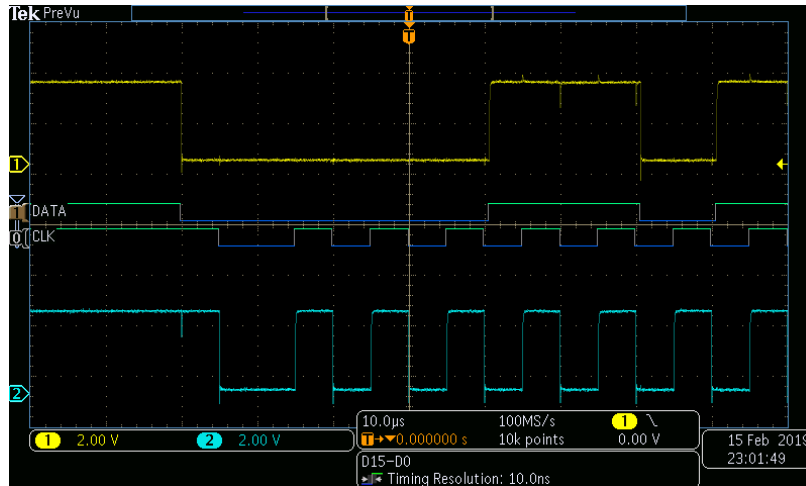 Tek PreVu
T
T
1
T DATA
0 CLK
2
1 2.00 V 2 2.00 V
10.0µs 100MS/s 1
T→▼0.000000 s 10k points 0.00 V
D15-D0
Timing Resolution: 10.0ns
15 Feb 2019
23:01:49